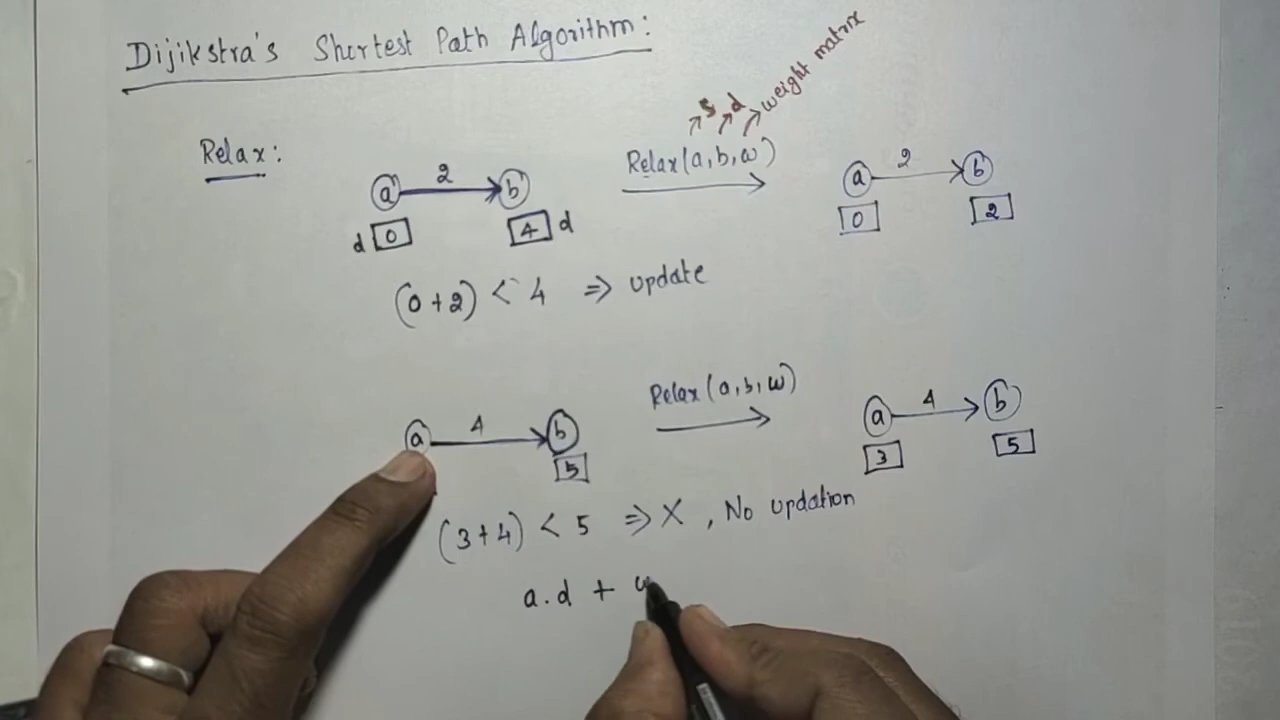 Dijikstra's Shortest Path Algorithm:
s d weight matrix
Relax:
a 2 b Relax(a,b,w) a 2 b
d 0 4 d 0 2
(0+2) < 4 ⇒ update
a 4 b Relax(a,b,w) a 4 b
5 3 5
(3+4) < 5 ⇒ X, No updation
a.d + w